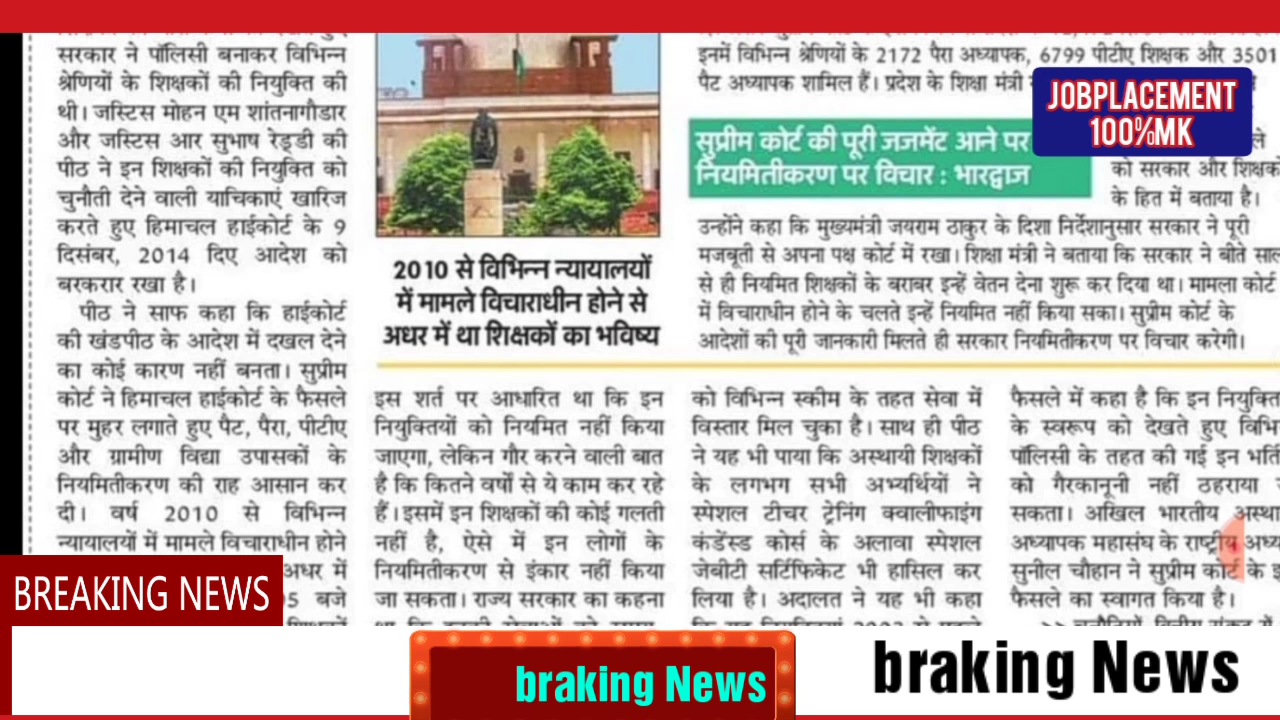 सरकार ने पॉलिसी बनाकर विभिन्न
श्रेणियों के शिक्षकों की नियुक्ति की
थी। जस्टिस मोहन एम शांतनागौडार
और जस्टिस आर सुभाष रेड्डी की
पीठ ने इन शिक्षकों की नियुक्ति को
चुनौती देने वाली याचिकाएं खारिज
करते हुए हिमाचल हाईकोर्ट के 9
दिसंबर, 2014 दिए आदेश को
बरकरार रखा है।
पीठ ने साफ कहा कि हाईकोर्ट
की खंडपीठ के आदेश में दखल देने
का कोई कारण नहीं बनता। सुप्रीम
कोर्ट ने हिमाचल हाईकोर्ट के फैसले
पर मुहर लगाते हुए पैट, पैरा, पीटीए
और ग्रामीण विद्या उपासकों के
नियमितीकरण की राह आसान कर
दी। वर्ष 2010 से विभिन्न
न्यायालयों में मामले विचाराधीन होने
अधर में
बजे
2010 से विभिन्न न्यायालयों
में मामले विचाराधीन होने से
अधर में था शिक्षकों का भविष्य
इस शर्त पर आधारित था कि इन
नियुक्तियों को नियमित नहीं किया
जाएगा, लेकिन गौर करने वाली बात
है कि कितने वर्षों से ये काम कर रहे
हैं। इसमें इन शिक्षकों की कोई गलती
नहीं है, ऐसे में इन लोगों के
नियमितीकरण से इंकार नहीं किया
जा सकता। राज्य सरकार का कहना
इनमें विभिन्न श्रेणियों के 2172 पैरा अध्यापक, 6799 पीटीए शिक्षक और 3501
पैट अध्यापक शामिल हैं। प्रदेश के शिक्षा मंत्री
सुप्रीम कोर्ट की पूरी जजमेंट आने पर
नियमितीकरण पर विचार : भारद्वाज
को सरकार और शिक्षकों
के हित में बताया है।
उन्होंने कहा कि मुख्यमंत्री जयराम ठाकुर के दिशा निर्देशानुसार सरकार ने पूरी
मजबूती से अपना पक्ष कोर्ट में रखा। शिक्षा मंत्री ने बताया कि सरकार ने बीते साल
से ही नियमित शिक्षकों के बराबर इन्हें वेतन देना शुरू कर दिया था। मामला कोर्ट
में विचाराधीन होने के चलते इन्हें नियमित नहीं किया सका। सुप्रीम कोर्ट के
आदेशों की पूरी जानकारी मिलते ही सरकार नियमितीकरण पर विचार करेगी।
को विभिन्न स्कीम के तहत सेवा में
विस्तार मिल चुका है। साथ ही पीठ
ने यह भी पाया कि अस्थायी शिक्षकों
के लगभग सभी अभ्यर्थियों ने
स्पेशल टीचर ट्रेनिंग क्वालीफाइंग
कंडेंस्ड कोर्स के अलावा स्पेशल
जेबीटी सर्टिफिकेट भी हासिल कर
लिया है। अदालत ने यह भी कहा
फैसले में कहा है कि इन नियुक्ति
के स्वरूप को देखते हुए
पॉलिसी के तहत की गई इन
को गैरकानूनी नहीं ठहराया
सकता। अखिल भारतीय
अध्यापक महासंघ के राष्ट्रीय
सुनील चौहान ने सुप्रीम कोर्ट के
फैसले का स्वागत किया है।
JOBPLACEMENT
100%MK
BREAKING NEWS
braking News
braking News